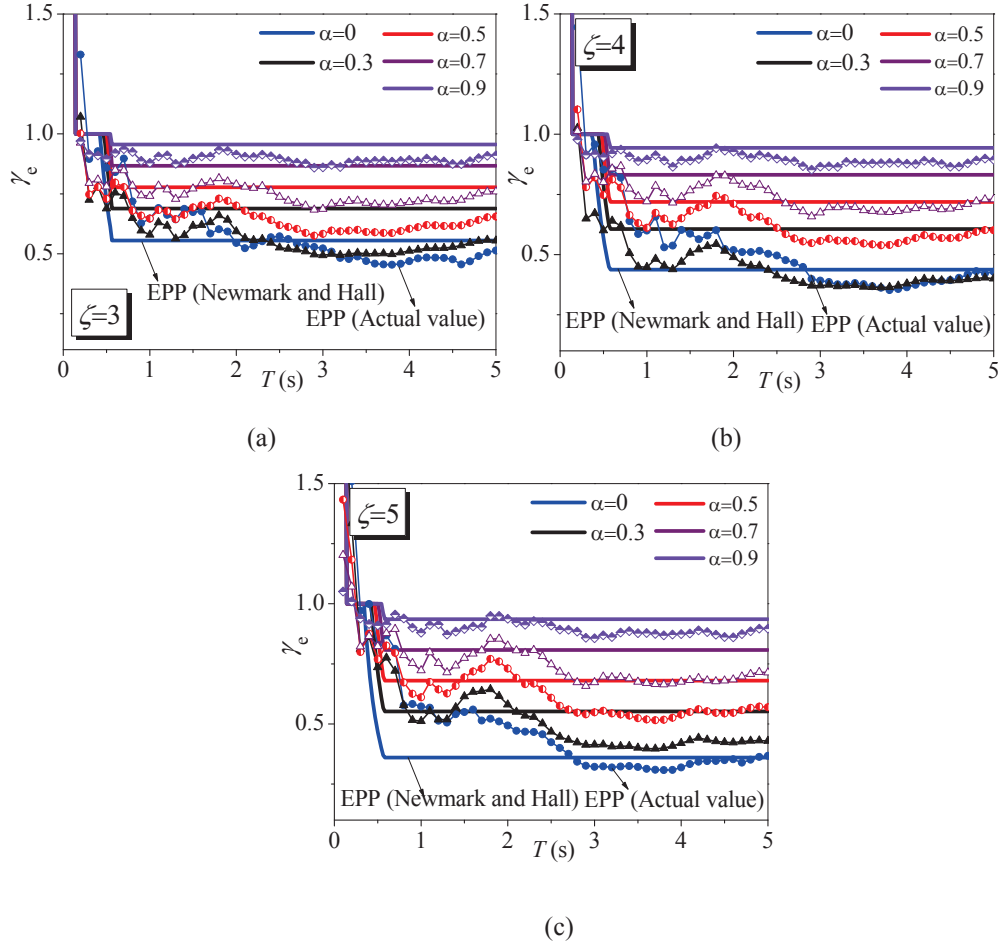 1.5
1.0
0.5
γe
α=0
α=0.3
α=0.5
α=0.7
α=0.9
EPP (Newmark and Hall)
EPP (Actual value)
ζ=3
0 1 2 3 4 5
T (s)
(a)
1.5
1.0
0.5
γe
ζ=4
α=0
α=0.3
α=0.5
α=0.7
α=0.9
EPP (Newmark and Hall)
EPP (Actual value)
0 1 2 3 4 5
T (s)
(b)
1.5
1.0
0.5
γe
ζ=5
α=0
α=0.3
α=0.5
α=0.7
α=0.9
EPP (Newmark and Hall)
EPP (Actual value)
0 1 2 3 4 5
T (s)
(c)